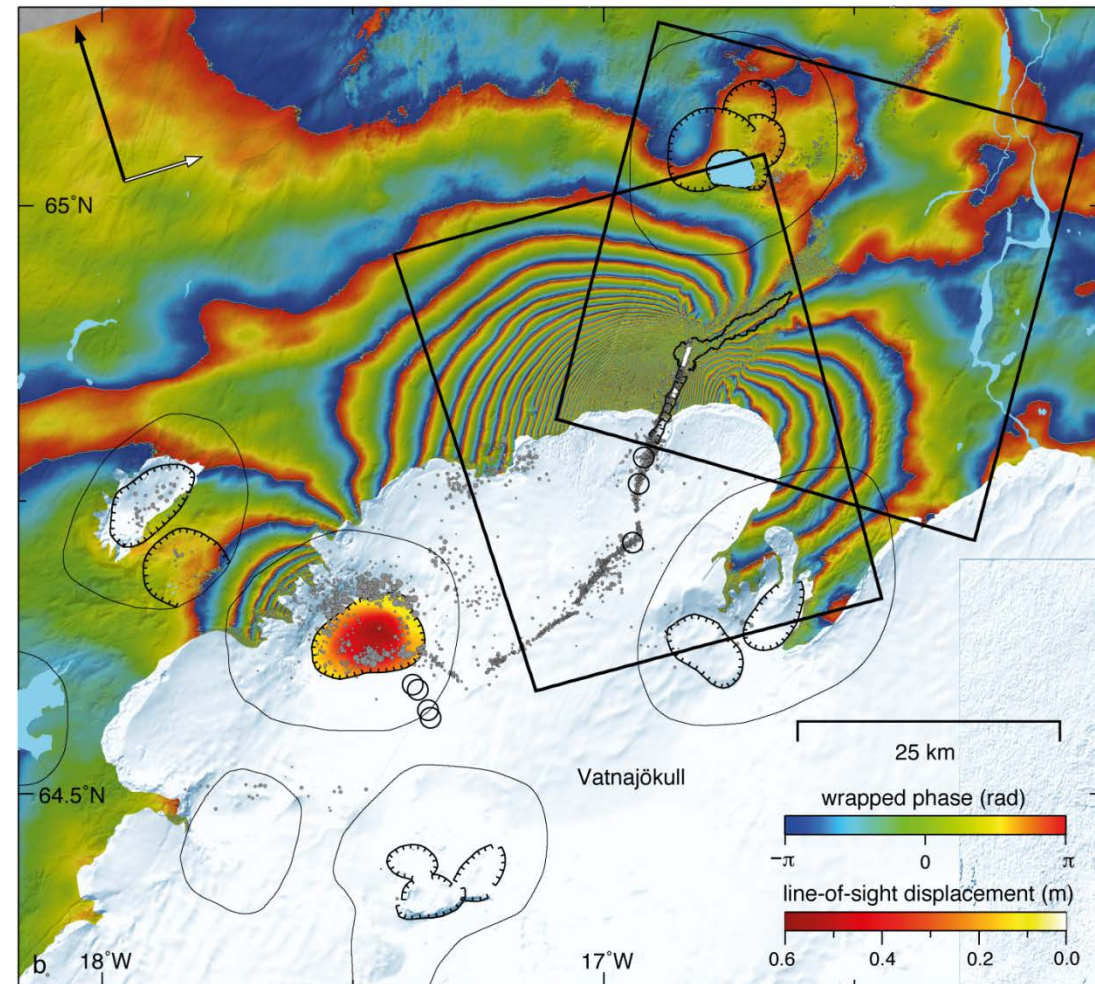 65°N
25 km
Vatnajökull
64.5°N
wrapped phase (rad)
−π 0 π
line-of-sight displacement (m)
0.6 0.4 0.2 0.0
b
18°W 17°W